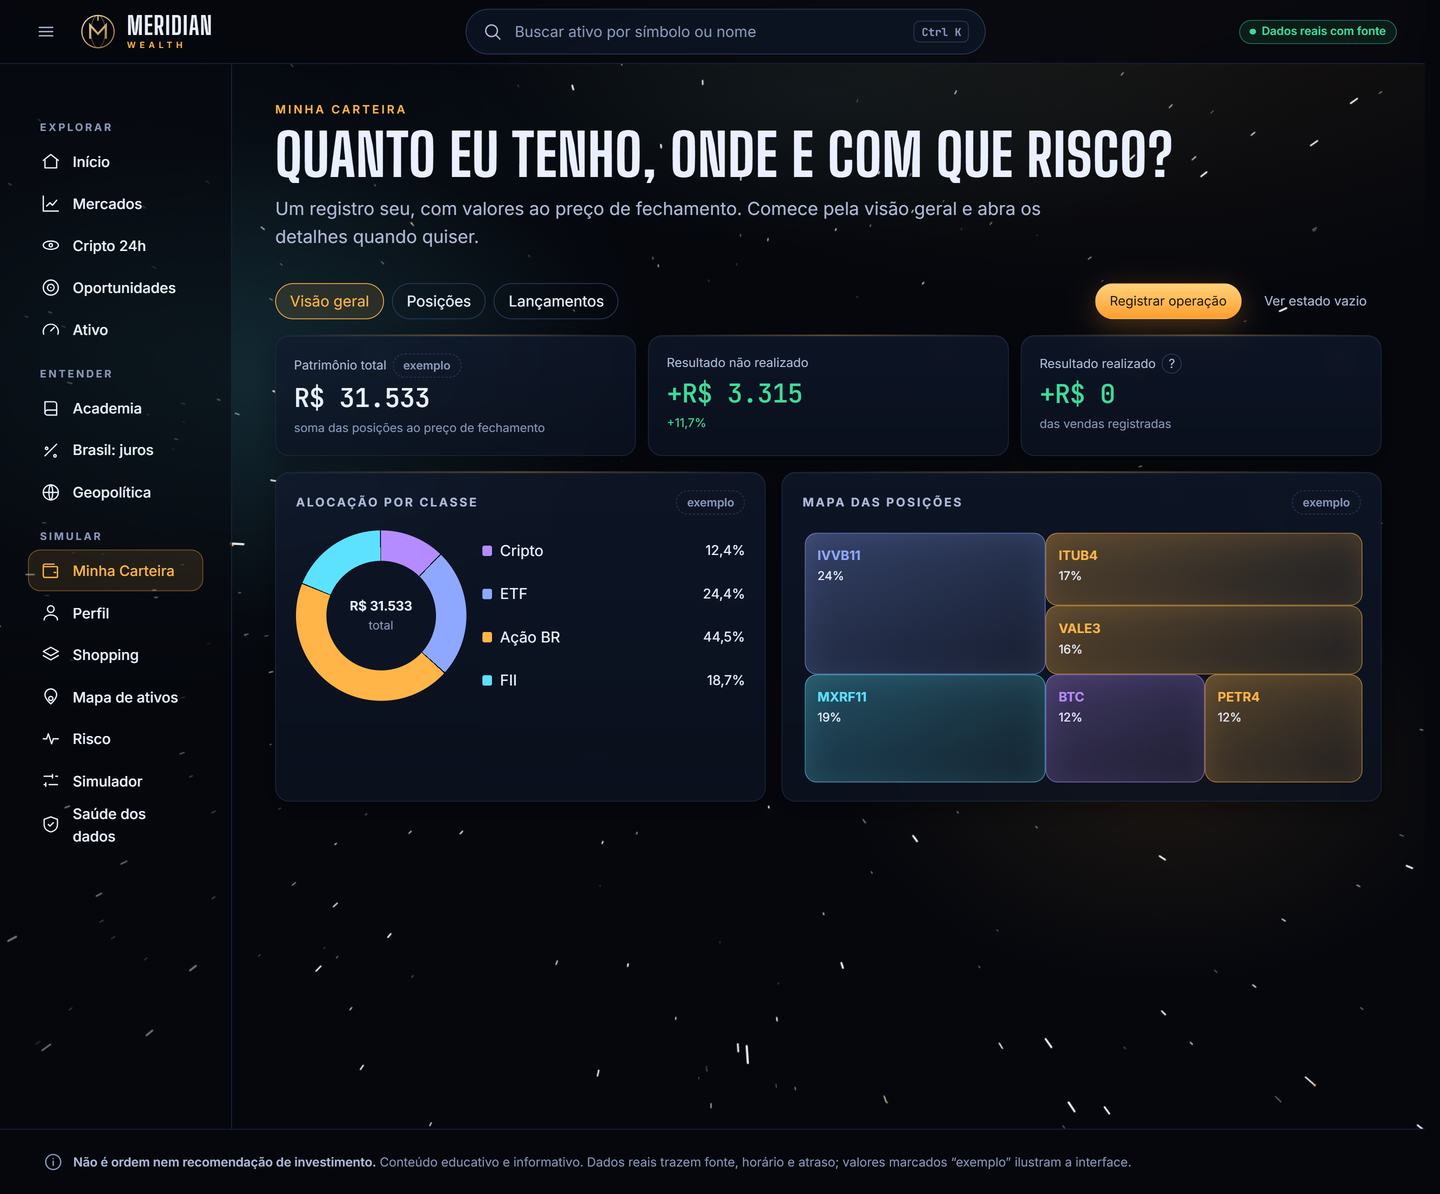 MERIDIAN
WEALTH
Buscar ativo por símbolo ou nome
Ctrl K
Dados reais com fonte
EXPLORAR
Início
Mercados
Cripto 24h
Oportunidades
Ativo
ENTENDER
Academia
Brasil: juros
Geopolítica
SIMULAR
Minha Carteira
Perfil
Shopping
Mapa de ativos
Risco
Simulador
Saúde dos
dados
MINHA CARTEIRA
QUANTO EU TENHO, ONDE E COM QUE RISCO?
Um registro seu, com valores ao preço de fechamento. Comece pela visão geral e abra os
detalhes quando quiser.
Visão geral
Posições
Lançamentos
Registrar operação
Ver estado vazio
Patrimônio total exemplo
R$ 31.533
soma das posições ao preço de fechamento
Resultado não realizado
+R$ 3.315
+11,7%
Resultado realizado ?
+R$ 0
das vendas registradas
ALOCAÇÃO POR CLASSE exemplo
R$ 31.533
total
Cripto 12,4%
ETF 24,4%
Ação BR 44,5%
FII 18,7%
MAPA DAS POSIÇÕES exemplo
IVVB11
24%
ITUB4
17%
VALE3
16%
MXRF11
19%
BTC
12%
PETR4
12%
Não é ordem nem recomendação de investimento. Conteúdo educativo e informativo. Dados reais trazem fonte, horário e atraso; valores marcados “exemplo” ilustram a interface.